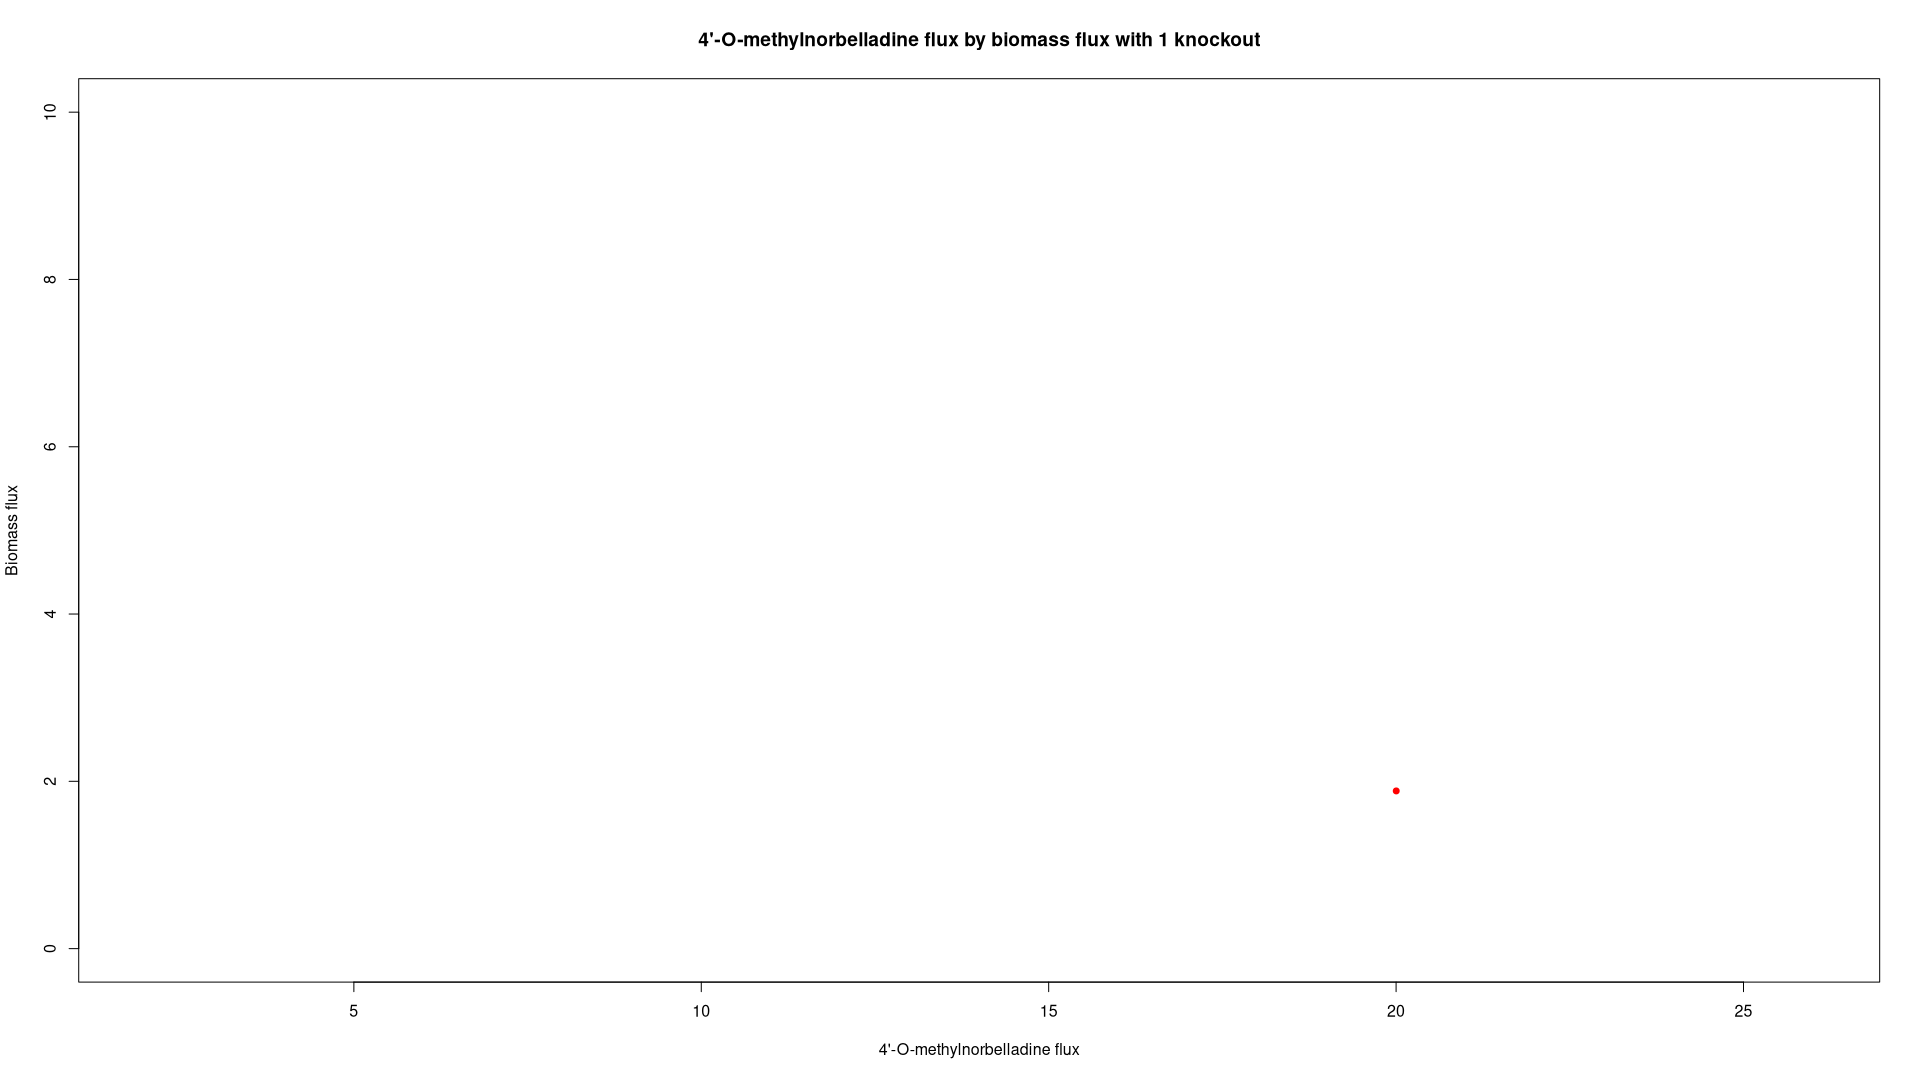 4'-O-methylnorbelladine flux by biomass flux with 1 knockout
10
8
6
4
2
0
Biomass flux
5 10 15 20 25
4'-O-methylnorbelladine flux